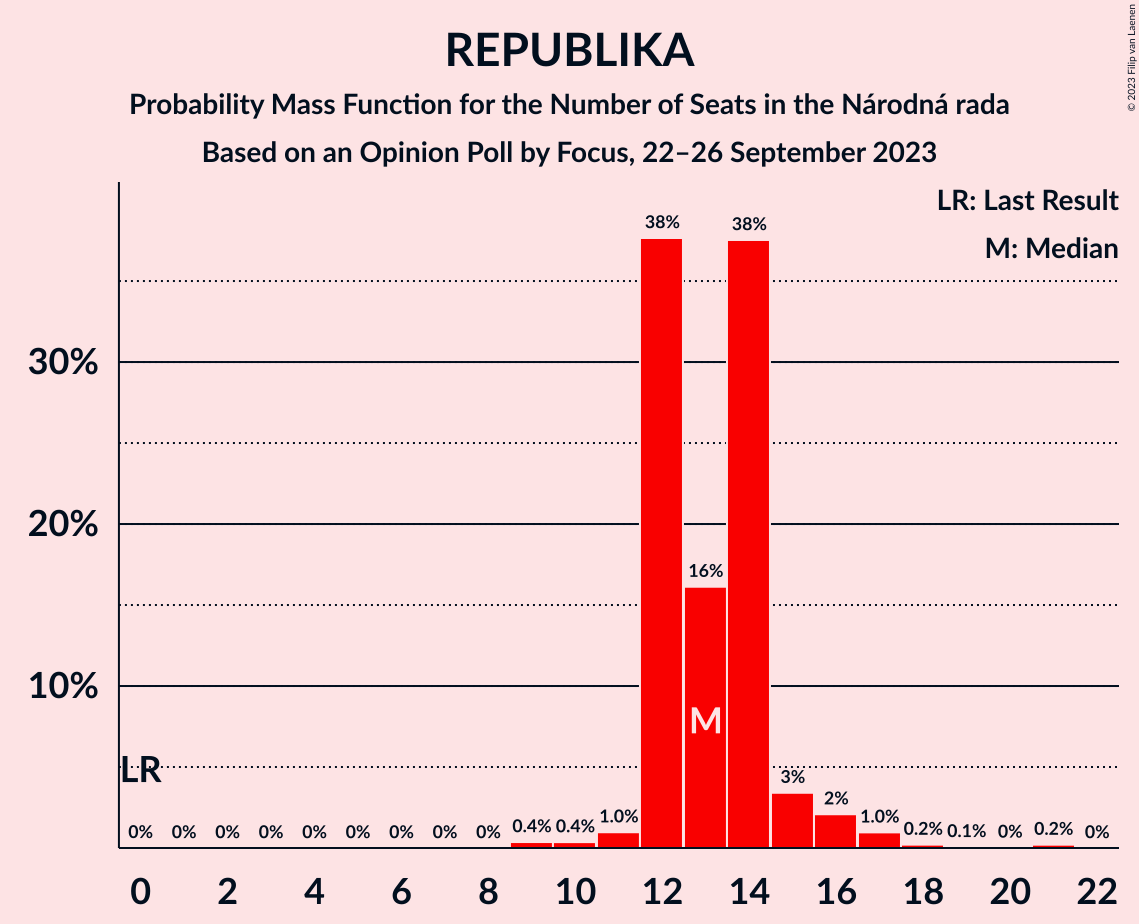 REPUBLIKA
Probability Mass Function for the Number of Seats in the Národná rada
Based on an Opinion Poll by Focus, 22–26 September 2023
© 2023 Filip van Laenen
LR: Last Result
M: Median
38%
38%
30%
20%
16%
10%
M
LR
3%
2%
0% 0% 0% 0% 0% 0% 0% 0% 0% 0.4% 0.4% 1.0% 1.0% 0.2% 0.1% 0% 0.2% 0%
0 2 4 6 8 10 12 14 16 18 20 22